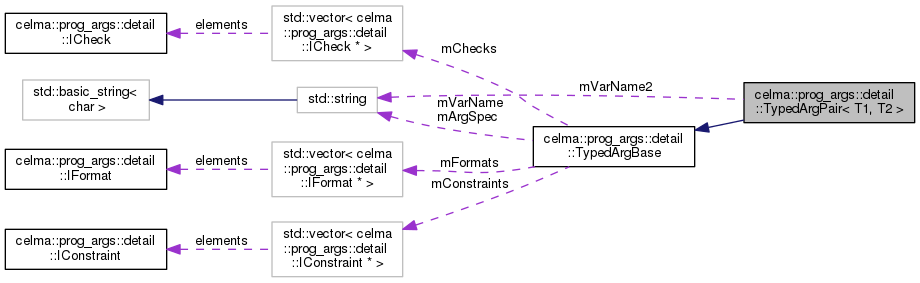 celma::prog_args::detail
::ICheck
elements
std::vector< celma
::prog_args::detail
::ICheck * >
mChecks
std::basic_string<
char >
std::string
mVarName2
mVarName
mArgSpec
celma::prog_args::detail
::TypedArgPair< T1, T2 >
celma::prog_args::detail
::TypedArgBase
celma::prog_args::detail
::IFormat
elements
std::vector< celma
::prog_args::detail
::IFormat * >
mFormats
mConstraints
celma::prog_args::detail
::IConstraint
elements
std::vector< celma
::prog_args::detail
::IConstraint * >